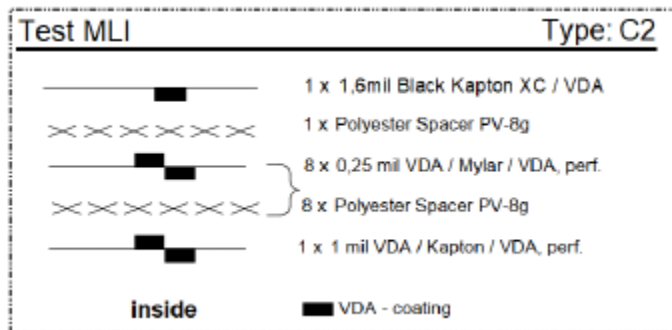 Test MLI Type: C2
1 x 1,6mil Black Kapton XC / VDA
1 x Polyester Spacer PV-8g
8 x 0,25 mil VDA / Mylar / VDA, perf.
8 x Polyester Spacer PV-8g
1 x 1 mil VDA / Kapton / VDA, perf.
inside VDA - coating